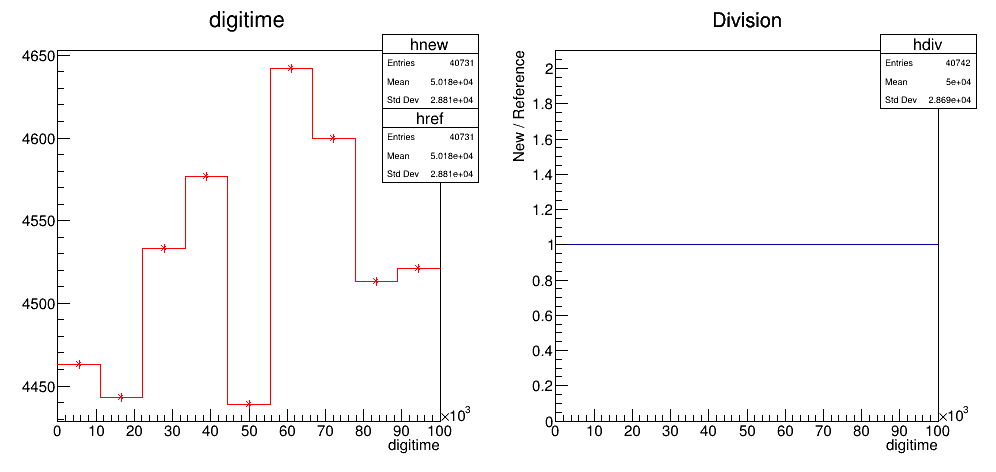 digitime
hnew
Entries 40731
Mean 5.018e+04
Std Dev 2.881e+04
href
Entries 40731
Mean 5.018e+04
Std Dev 2.881e+04
4650
4600
4550
4500
4450
0 10 20 30 40 50 60 70 80 90 100
×10³
digitime
Division
hdiv
Entries 40742
Mean 5e+04
Std Dev 2.869e+04
New / Reference
2
1.8
1.6
1.4
1.2
1
0.8
0.6
0.4
0.2
0
0 10 20 30 40 50 60 70 80 90 100
×10³
digitime